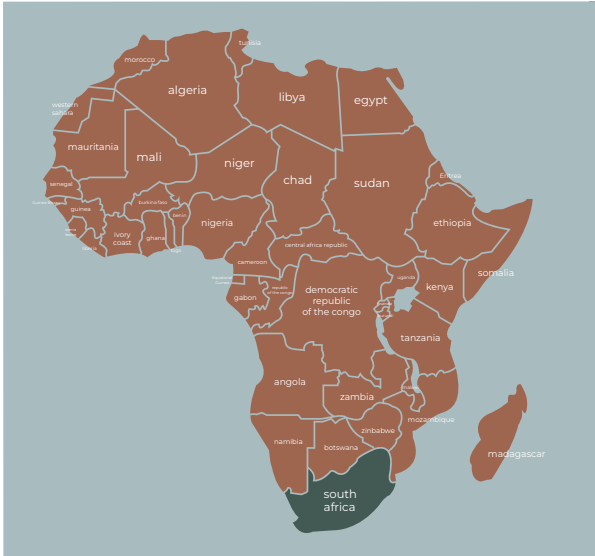 tunisia
morocco
algeria
libya
egypt
western
sahara
mauritania
mali
niger
chad
sudan
Eritrea
senegal
guinea
burkina faso
benin
ivory
coast
ghana
nigeria
ethiopia
central africa republic
cameroon
somalia
uganda
kenya
gabon
republic
of the congo
democratic
republic
of the congo
tanzania
angola
zambia
mozambique
zimbabwe
namibia
botswana
madagascar
south
africa